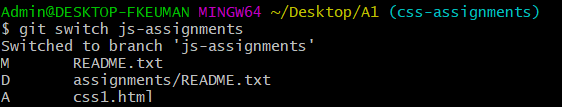 Admin@DESKTOP-FKEUMAN MINGW64 ~/Desktop/A1 (css-assignments)
$ git switch js-assignments
Switched to branch 'js-assignments'
M       README.txt
D       assignments/README.txt
A       css1.html